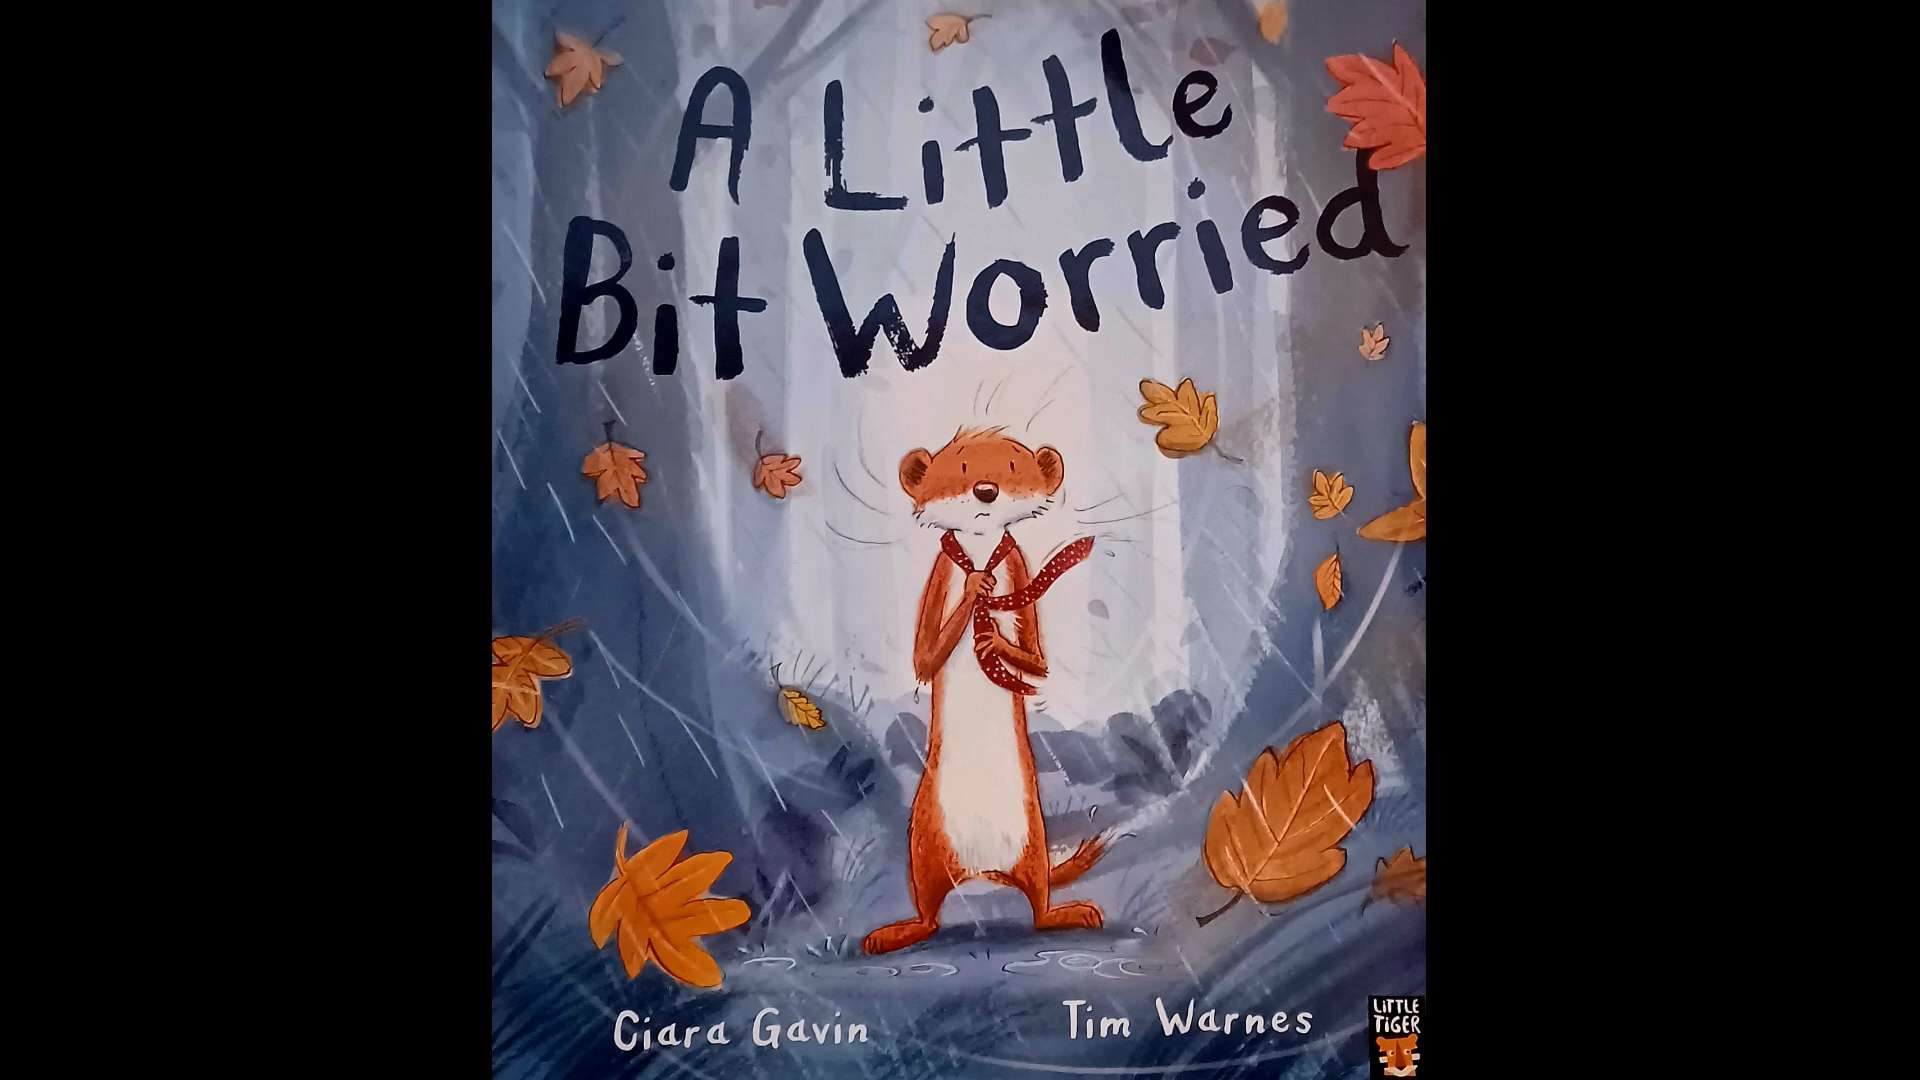 A Little
Bit Worried
Ciara Gavin
Tim Warnes
LiTTLE
TiGER